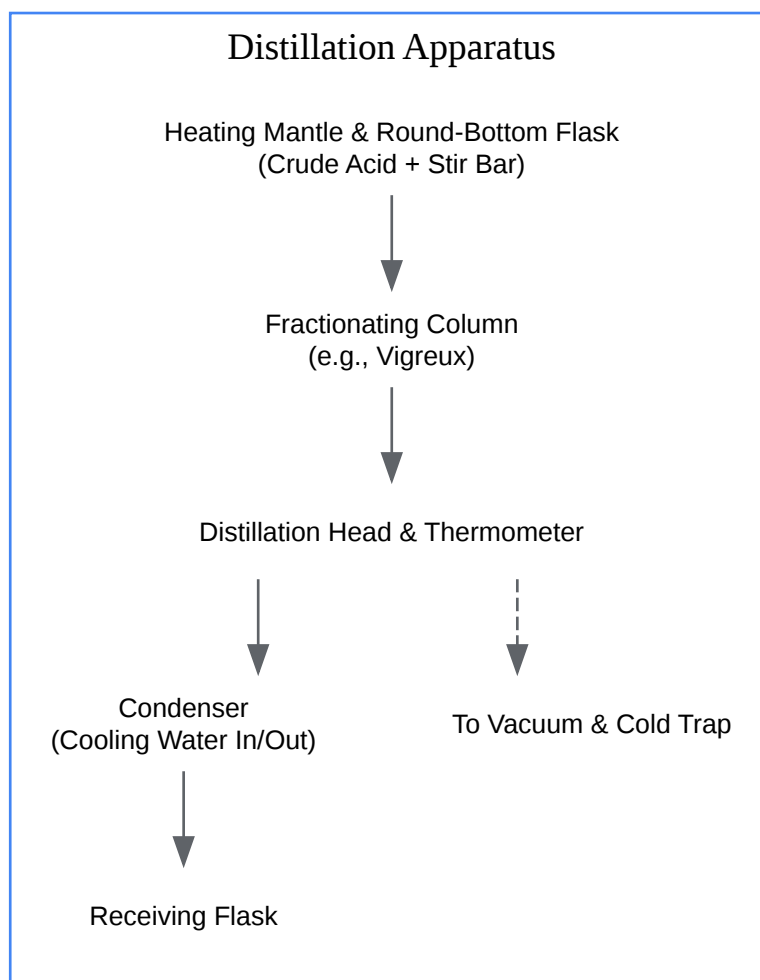 Distillation Apparatus
Heating Mantle & Round-Bottom Flask
(Crude Acid + Stir Bar)
Fractionating Column
(e.g., Vigreux)
Distillation Head & Thermometer
Condenser
(Cooling Water In/Out)
To Vacuum & Cold Trap
Receiving Flask